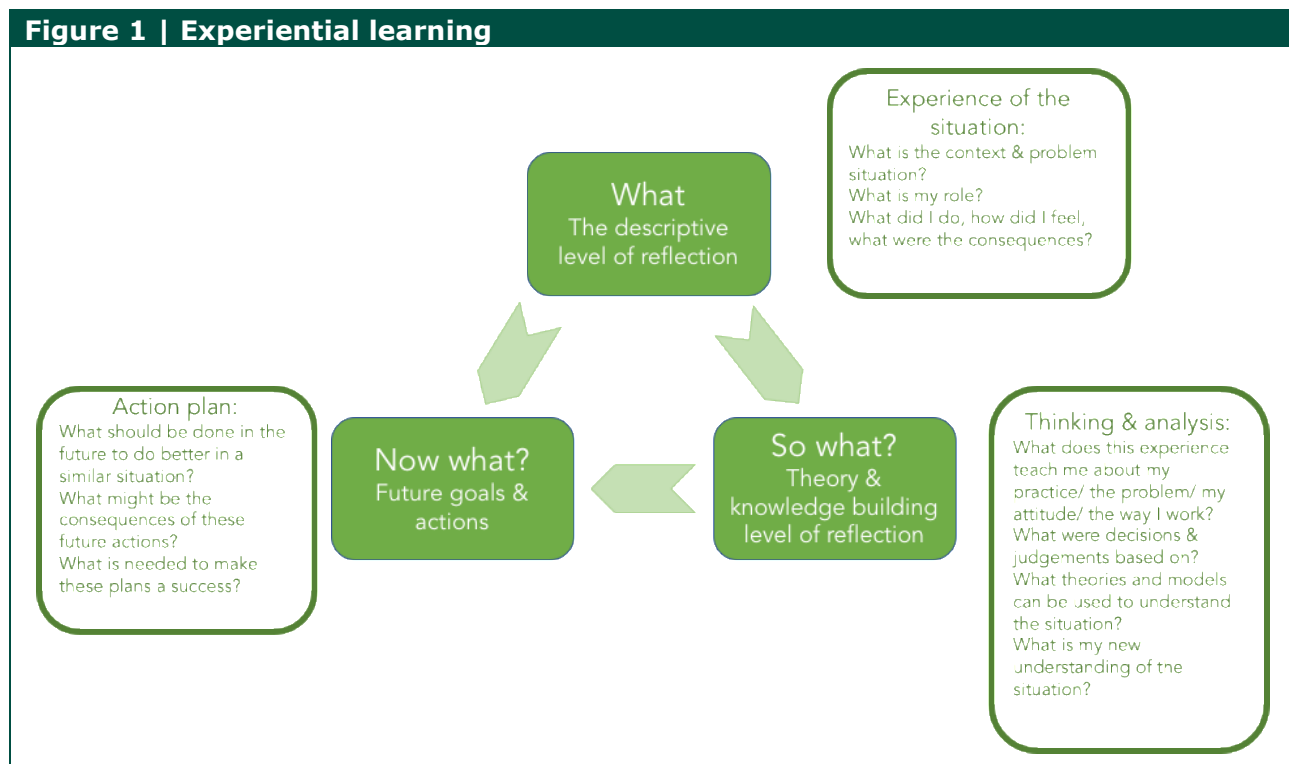 Figure 1 | Experiential learning
Experience of the
situation:
What is the context & problem
situation?
What is my role?
What did I do, how did I feel,
what were the consequences?
What
The descriptive
level of reflection
Action plan:
What should be done in the
future to do better in a
similar situation?
What might be the
consequences of these
future actions?
What is needed to make
these plans a success?
Now what?
Future goals &
actions
So what?
Theory &
knowledge building
level of reflection
Thinking & analysis:
What does this experience
teach me about my
practice/ the problem/ my
attitude/ the way I work?
What were decisions &
judgements based on?
What theories and models
can be used to understand
the situation?
What is my new
understanding of the
situation?